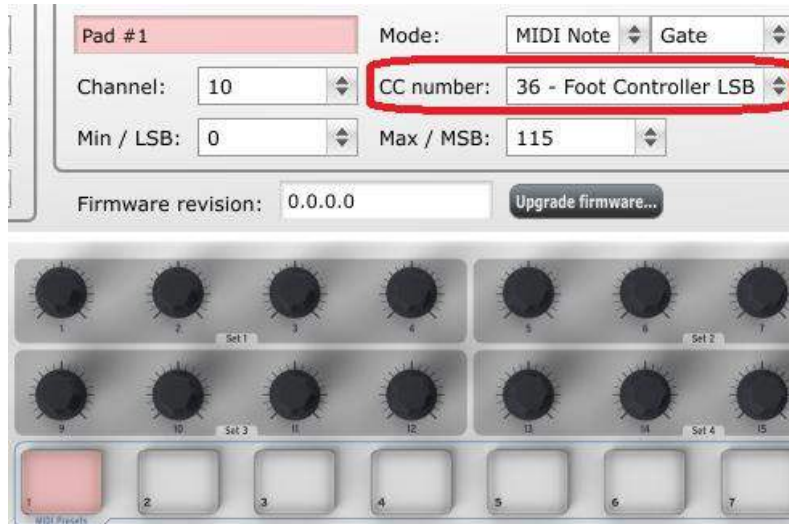 Pad #1 Mode: MIDI Note Gate
Channel: 10 CC number: 36 - Foot Controller LSB
Min / LSB: 0 Max / MSB: 115
Firmware revision: 0.0.0.0 Upgrade firmware...
1 2 3 4 5 6 7
Set 1 Set 2
9 10 11 12 13 14 15
Set 3 Set 4
1 2 3 4 5 6 7
MIDI Presets